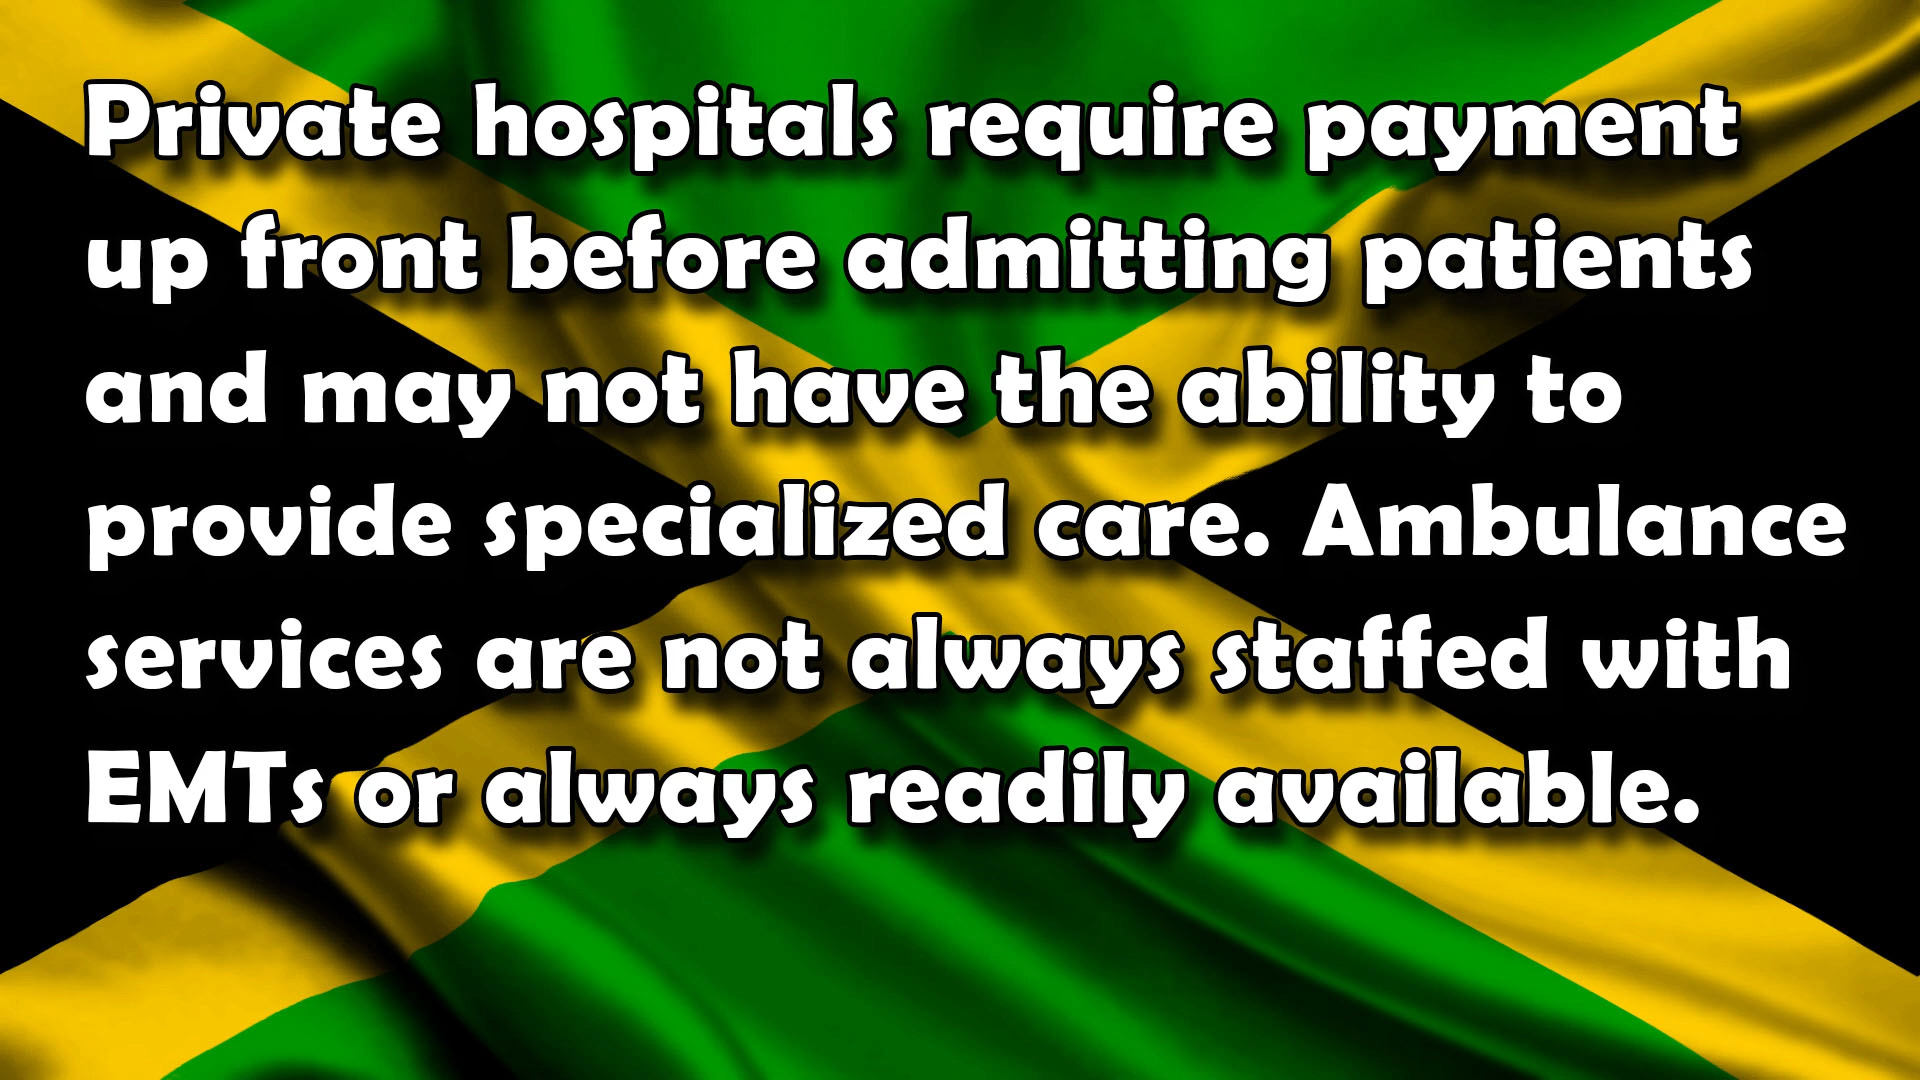 Private hospitals require payment
up front before admitting patients
and may not have the ability to
provide specialized care. Ambulance
services are not always staffed with
EMTs or always readily available.